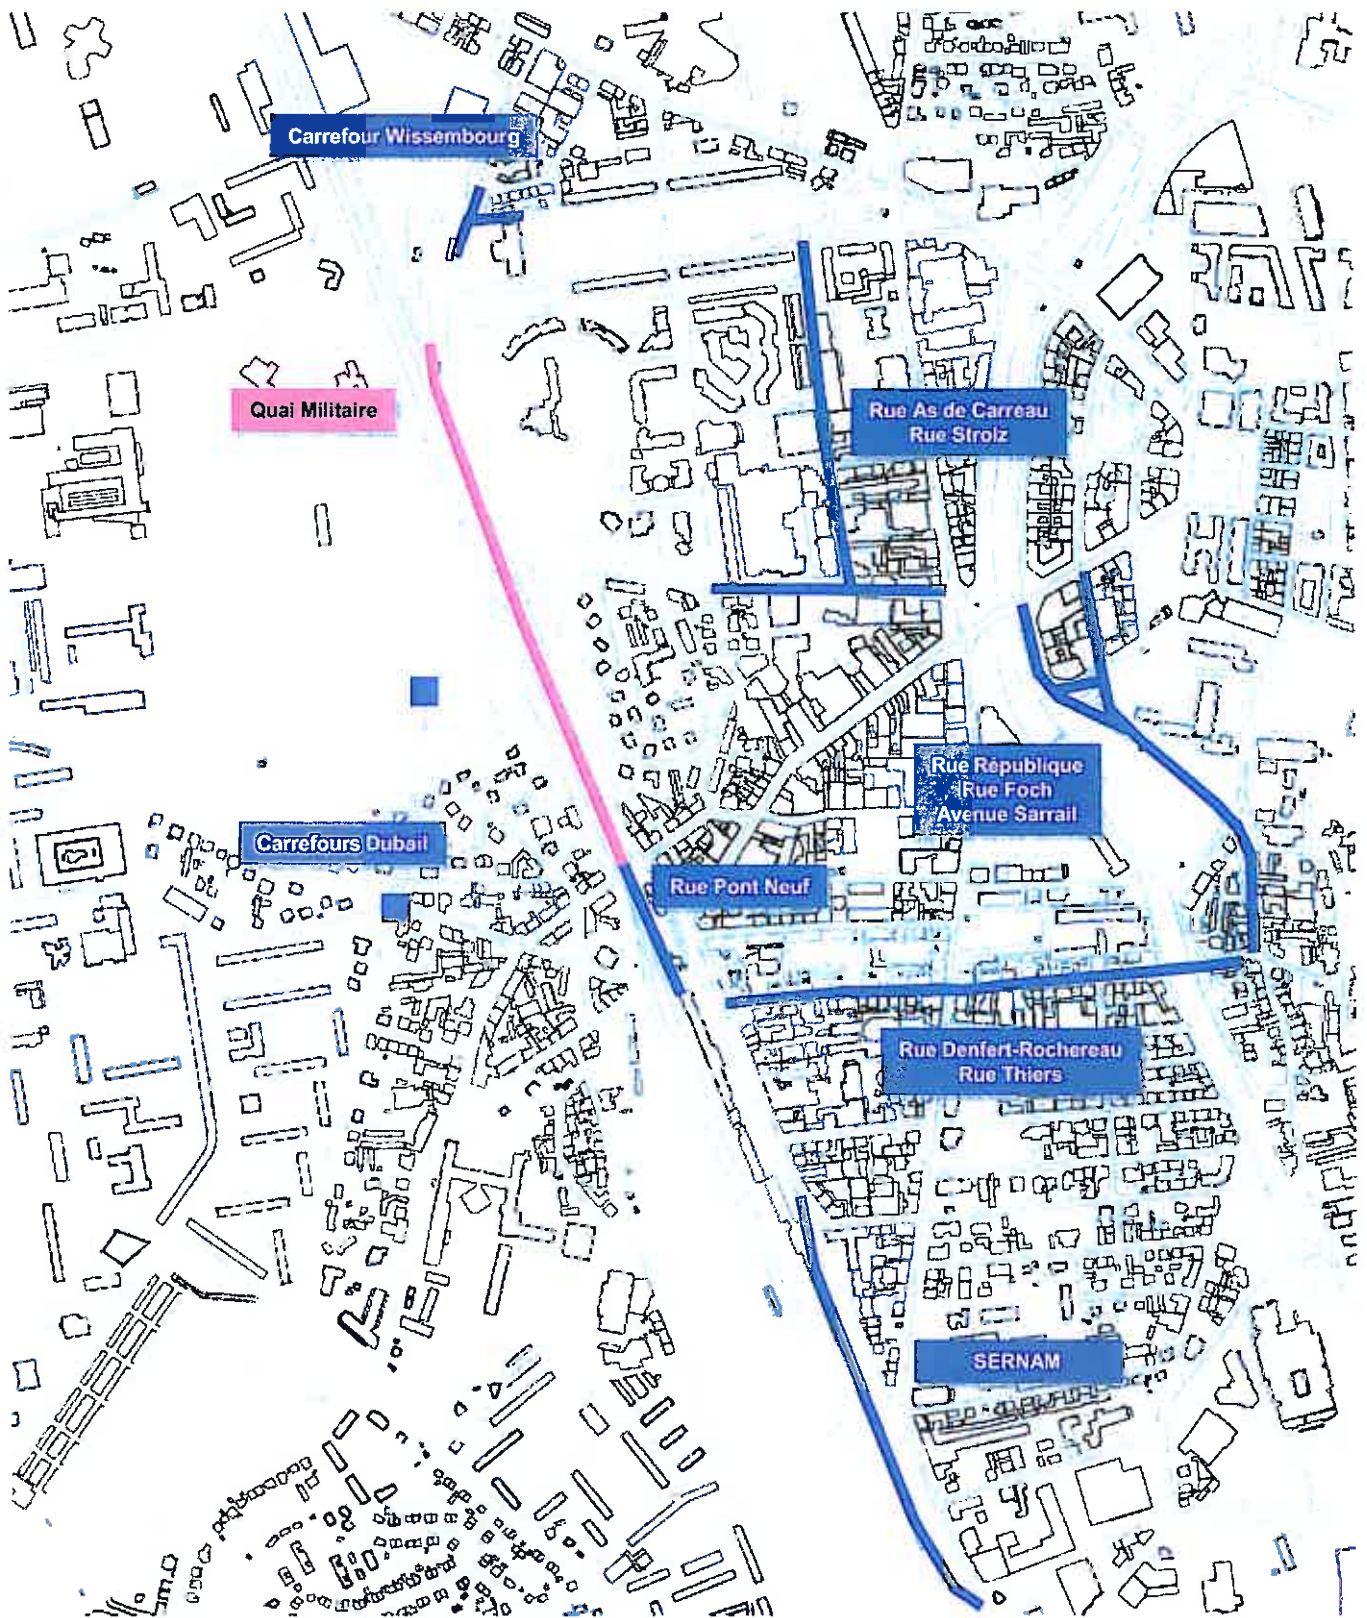 Carrefour Wissembourg
Quai Militaire
Rue As de Carreau
Rue Strolz
Rue République
Rue Foch
Avenue Sarrail
Carrefours Dubail
Rue Pont Neuf
Rue Denfert-Rochereau
Rue Thiers
SERNAM